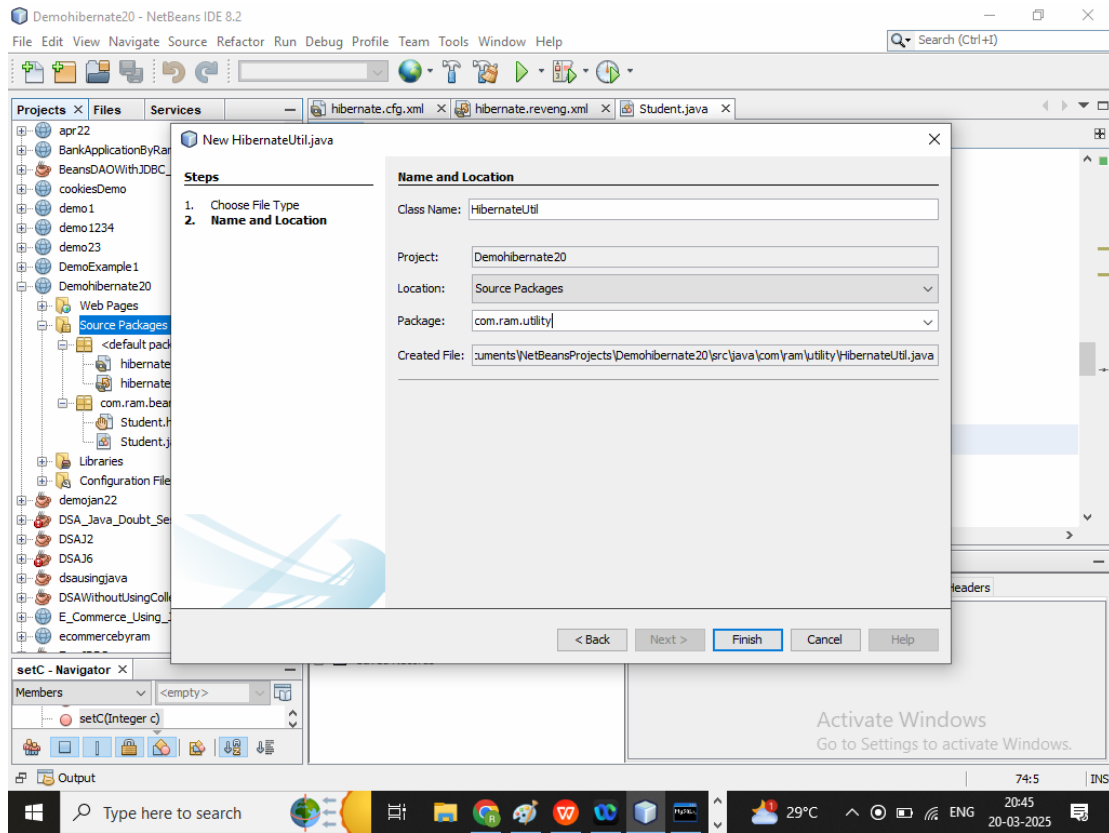 Demohibernate20 - NetBeans IDE 8.2
File Edit View Navigate Source Refactor Run Debug Profile Team Tools Window Help
Search (Ctrl+I)
Projects Files Services
hibernate.cfg.xml hibernate.reveng.xml Student.java
apr22
BankApplicationByRar
BeansDAOWithJDBC_
cookiesDemo
demo1
demo1234
demo23
DemoExample1
Demohibernate20
Web Pages
Source Packages
<default pack
hibernate
hibernate
com.ram.bear
Student.h
Student.j
Libraries
Configuration File
demojan22
DSA_Java_Doubt_Se
DSAJ2
DSAJ6
dsausingjava
DSAWithoutUsingColle
E_Commerce_Using_J
ecommercebyram
New HibernateUtil.java
Steps
1. Choose File Type
2. Name and Location
Name and Location
Class Name: HibernateUtil
Project: Demohibernate20
Location: Source Packages
Package: com.ram.utility
Created File: :uments\NetBeansProjects\Demohibernate20\src\java\com\ram\utility\HibernateUtil.java
< Back Next > Finish Cancel Help
Headers
setC - Navigator
Members <empty>
setC(Integer c)
Activate Windows
Go to Settings to activate Windows.
Output
74:5 INS
Type here to search
29°C ENG
20:45
20-03-2025